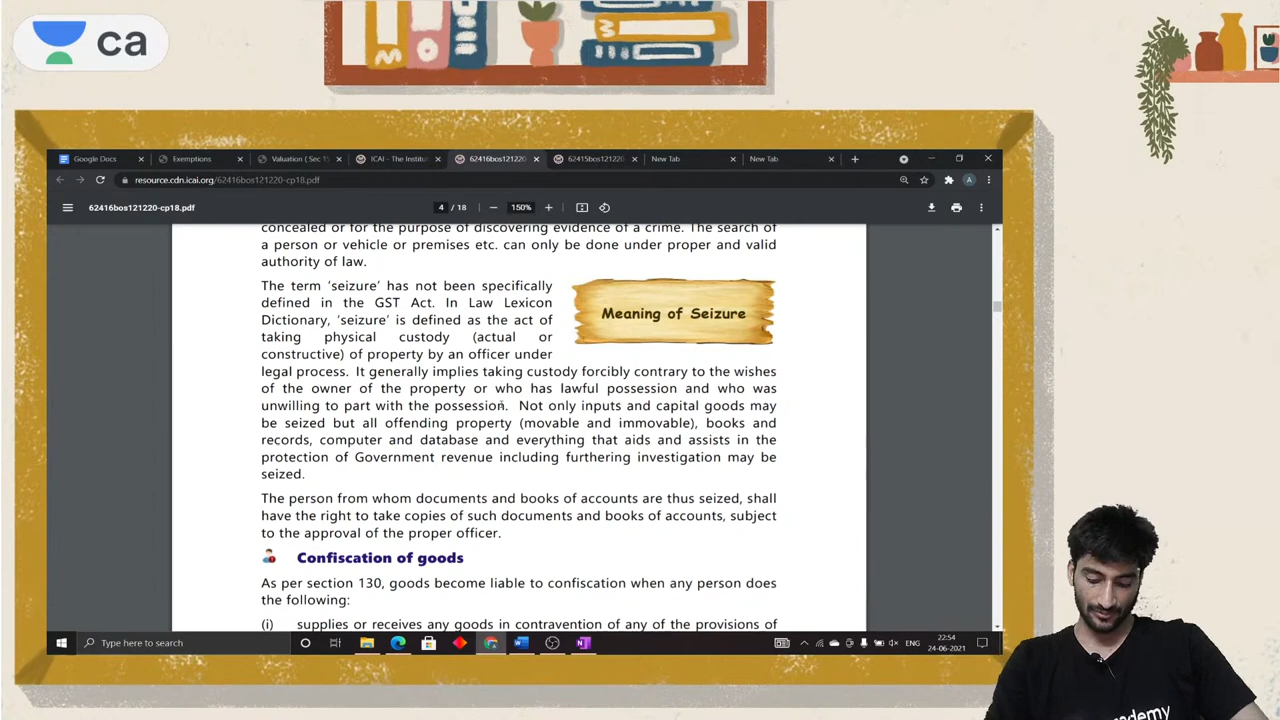 ca
Google Docs
Exemptions
Valuation ( Sec 15
ICAI - The Institut
62416bos121220
62415bos121220
New Tab
New Tab
resource.cdn.icai.org/62416bos121220-cp18.pdf
A
62416bos121220-cp18.pdf
4 / 18
150%
concealed or for the purpose of discovering evidence of a crime. The search of
a person or vehicle or premises etc. can only be done under proper and valid
authority of law.
The term ‘seizure’ has not been specifically
defined in the GST Act. In Law Lexicon
Dictionary, ‘seizure’ is defined as the act of
taking physical custody (actual or
constructive) of property by an officer under
Meaning of Seizure
legal process. It generally implies taking custody forcibly contrary to the wishes
of the owner of the property or who has lawful possession and who was
unwilling to part with the possession. Not only inputs and capital goods may
be seized but all offending property (movable and immovable), books and
records, computer and database and everything that aids and assists in the
protection of Government revenue including furthering investigation may be
seized.
The person from whom documents and books of accounts are thus seized, shall
have the right to take copies of such documents and books of accounts, subject
to the approval of the proper officer.
Confiscation of goods
As per section 130, goods become liable to confiscation when any person does
the following:
(i) supplies or receives any goods in contravention of any of the provisions of
Type here to search
ENG
22:54
24-06-2021